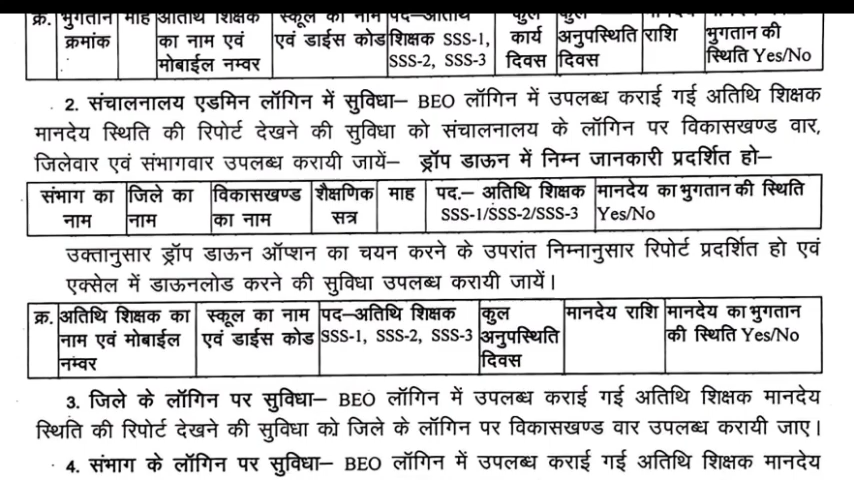 क्र. भुगतान माह अतिथि शिक्षक स्कूल का नाम पद–अतिथि कुल कुल मानदेय मानदेय का
क्रमांक का नाम एवं एवं डाईस कोड शिक्षक SSS-1, कार्य अनुपस्थिति राशि भुगतान की
मोबाईल नम्वर SSS-2, SSS-3 दिवस दिवस स्थिति Yes/No
2. संचालनालय एडमिन लॉगिन में सुविधा– BEO लॉगिन में उपलब्ध कराई गई अतिथि शिक्षक
मानदेय स्थिति की रिपोर्ट देखने की सुविधा को संचालनालय के लॉगिन पर विकासखण्ड वार,
जिलेवार एवं संभागवार उपलब्ध करायी जायें– ड्रॉप डाऊन में निम्न जानकारी प्रदर्शित हो–
संभाग का जिले का विकासखण्ड शैक्षणिक माह पद.– अतिथि शिक्षक मानदेय का भुगतान की स्थिति
नाम नाम का नाम सत्र SSS-1/SSS-2/SSS-3 Yes/No
उक्तानुसार ड्रॉप डाऊन ऑप्शन का चयन करने के उपरांत निम्नानुसार रिपोर्ट प्रदर्शित हो एवं
एक्सेल में डाऊनलोड करने की सुविधा उपलब्ध करायी जायें।
क्र. अतिथि शिक्षक का स्कूल का नाम पद–अतिथि शिक्षक कुल मानदेय राशि मानदेय का भुगतान
नाम एवं मोबाईल एवं डाईस कोड SSS-1, SSS-2, SSS-3 अनुपस्थिति की स्थिति Yes/No
नम्वर दिवस
3. जिले के लॉगिन पर सुविधा– BEO लॉगिन में उपलब्ध कराई गई अतिथि शिक्षक मानदेय
स्थिति की रिपोर्ट देखने की सुविधा को जिले के लॉगिन पर विकासखण्ड वार उपलब्ध करायी जाए।
4. संभाग के लॉगिन पर सुविधा– BEO लॉगिन में उपलब्ध कराई गई अतिथि शिक्षक मानदेय